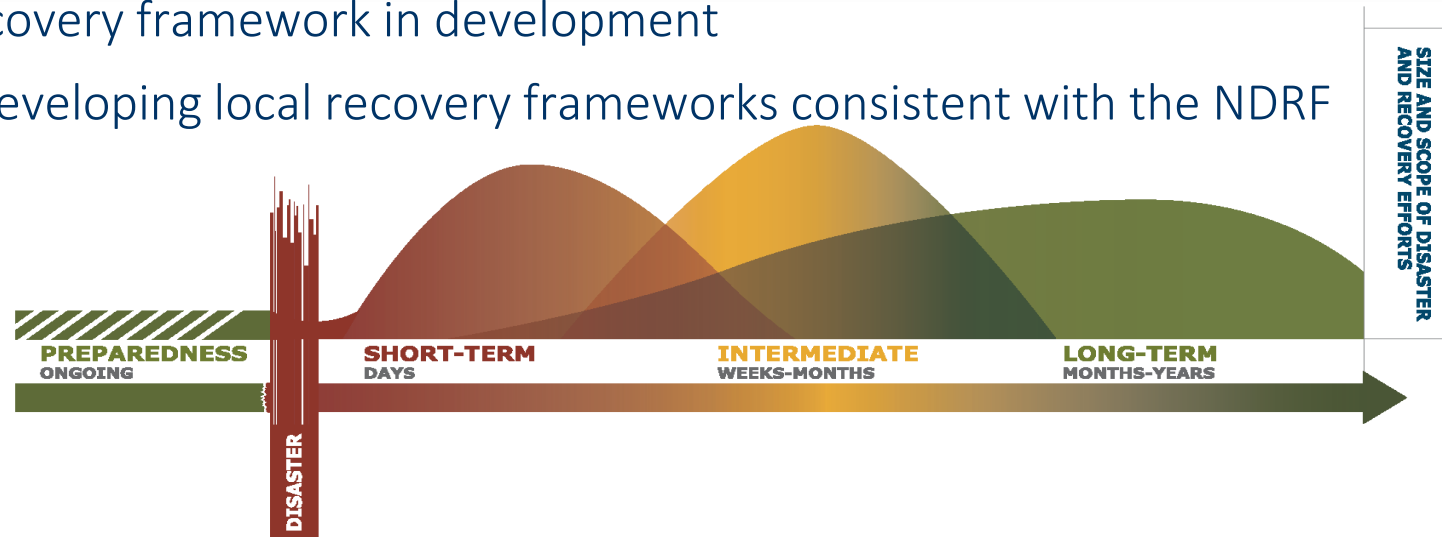 covery framework in development
eveloping local recovery frameworks consistent with the NDRF
SIZE AND SCOPE OF DISASTER
AND RECOVERY EFFORTS
PREPAREDNESS
ONGOING
SHORT-TERM
DAYS
INTERMEDIATE
WEEKS-MONTHS
LONG-TERM
MONTHS-YEARS
DISASTER